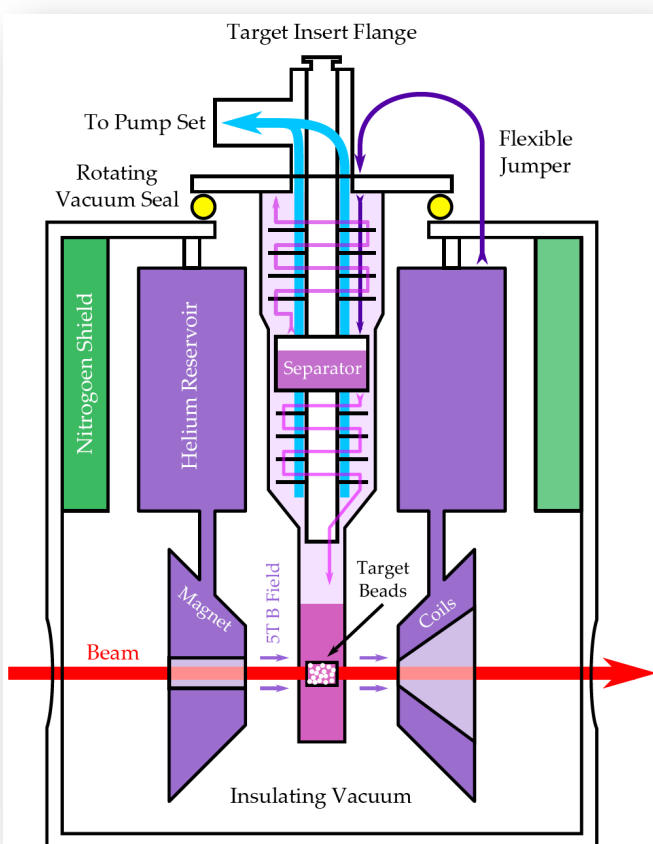 Target Insert Flange
To Pump Set
Flexible
Jumper
Rotating
Vacuum Seal
Nitrogoen Shield
Helium Reservoir
Separator
Target
Beads
Magnet
5T B Field
Coils
Beam
Insulating Vacuum